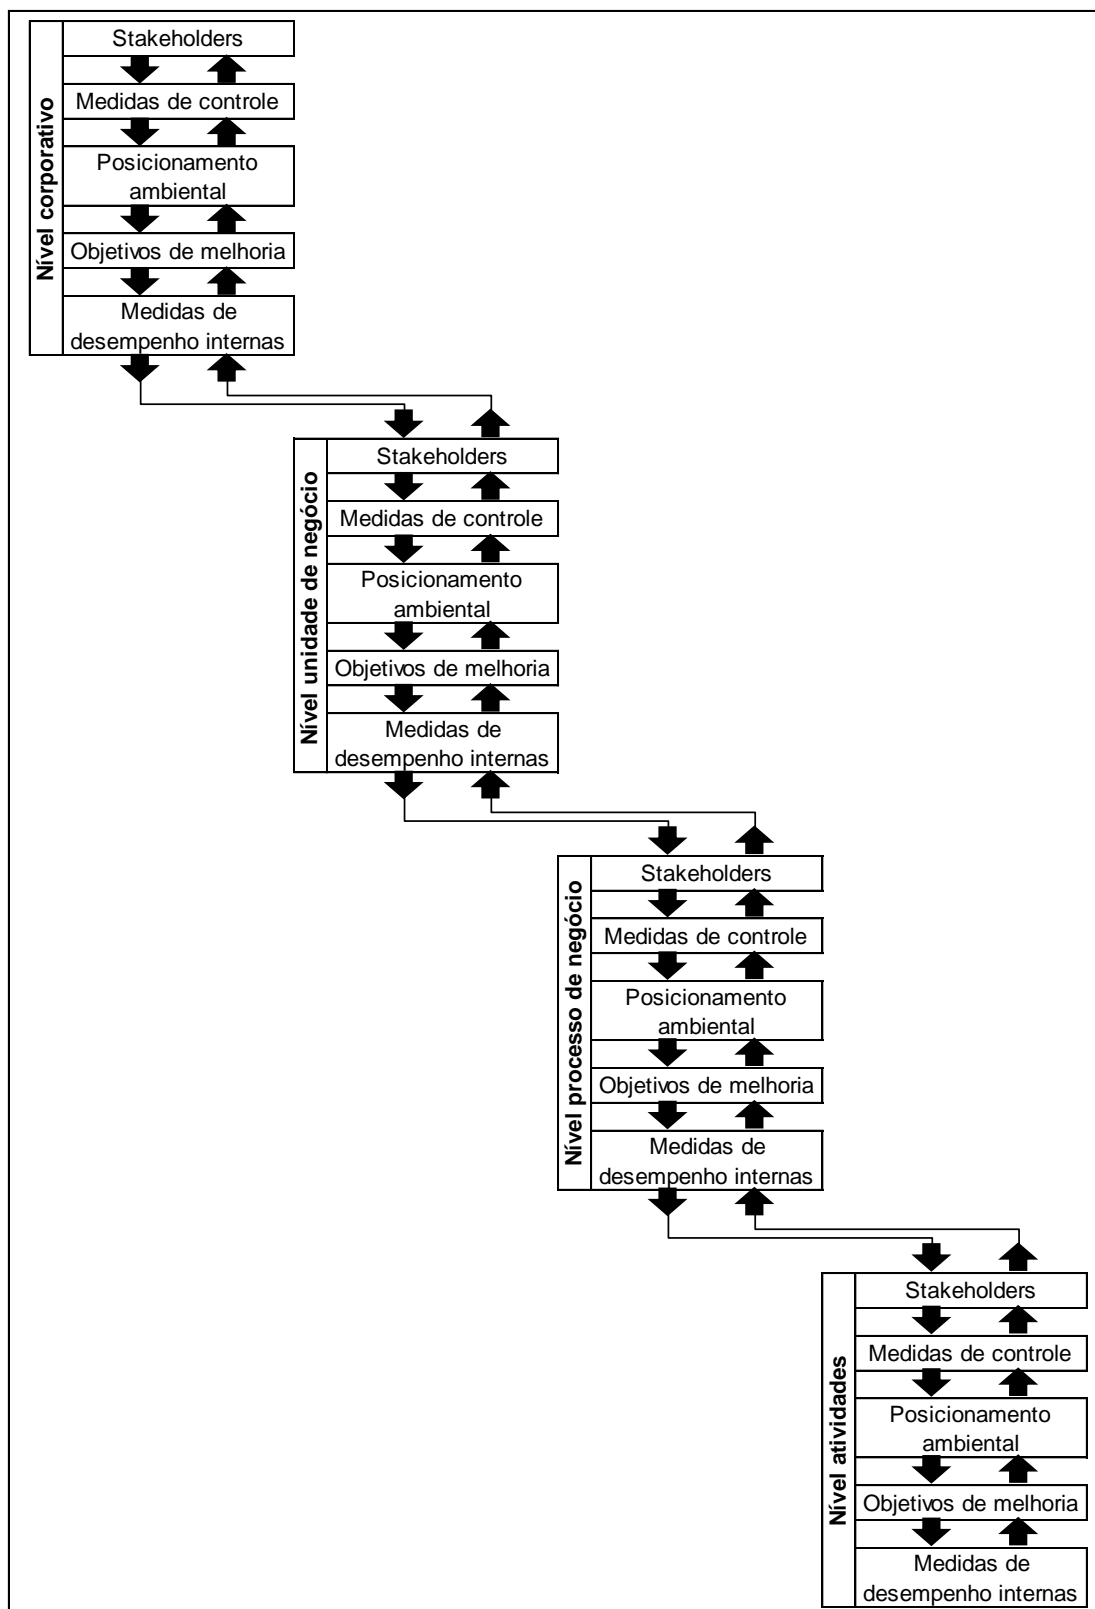 Nível corporativo
Stakeholders
Medidas de controle
Posicionamento
ambiental
Objetivos de melhoria
Medidas de
desempenho internas
Nível unidade de negócio
Stakeholders
Medidas de controle
Posicionamento
ambiental
Objetivos de melhoria
Medidas de
desempenho internas
Nível processo de negócio
Stakeholders
Medidas de controle
Posicionamento
ambiental
Objetivos de melhoria
Medidas de
desempenho internas
Nível atividades
Stakeholders
Medidas de controle
Posicionamento
ambiental
Objetivos de melhoria
Medidas de
desempenho internas